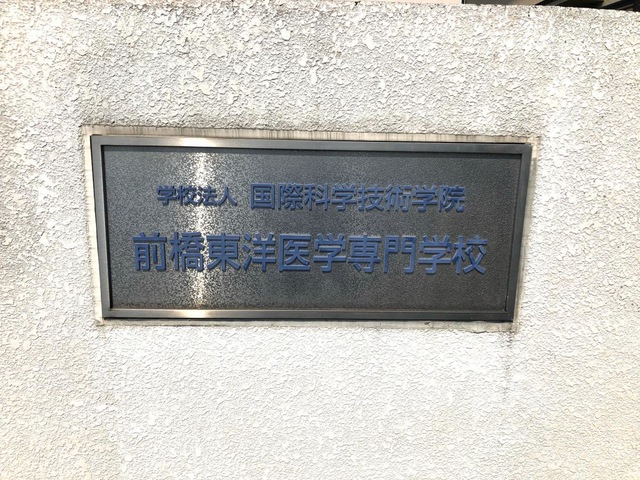 学校法人 国際科学技術学院
前橋東洋医学専門学校